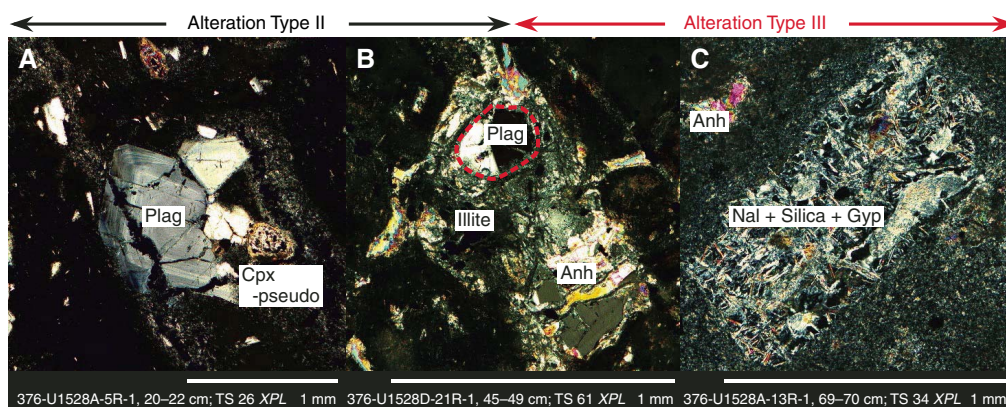 Alteration Type II
Alteration Type III
A
Plag
Cpx
-pseudo
376-U1528A-5R-1, 20–22 cm; TS 26 XPL 1 mm
B
Plag
Illite
Anh
376-U1528D-21R-1, 45–49 cm; TS 61 XPL 1 mm
C
Anh
Nal + Silica + Gyp
376-U1528A-13R-1, 69–70 cm; TS 34 XPL 1 mm